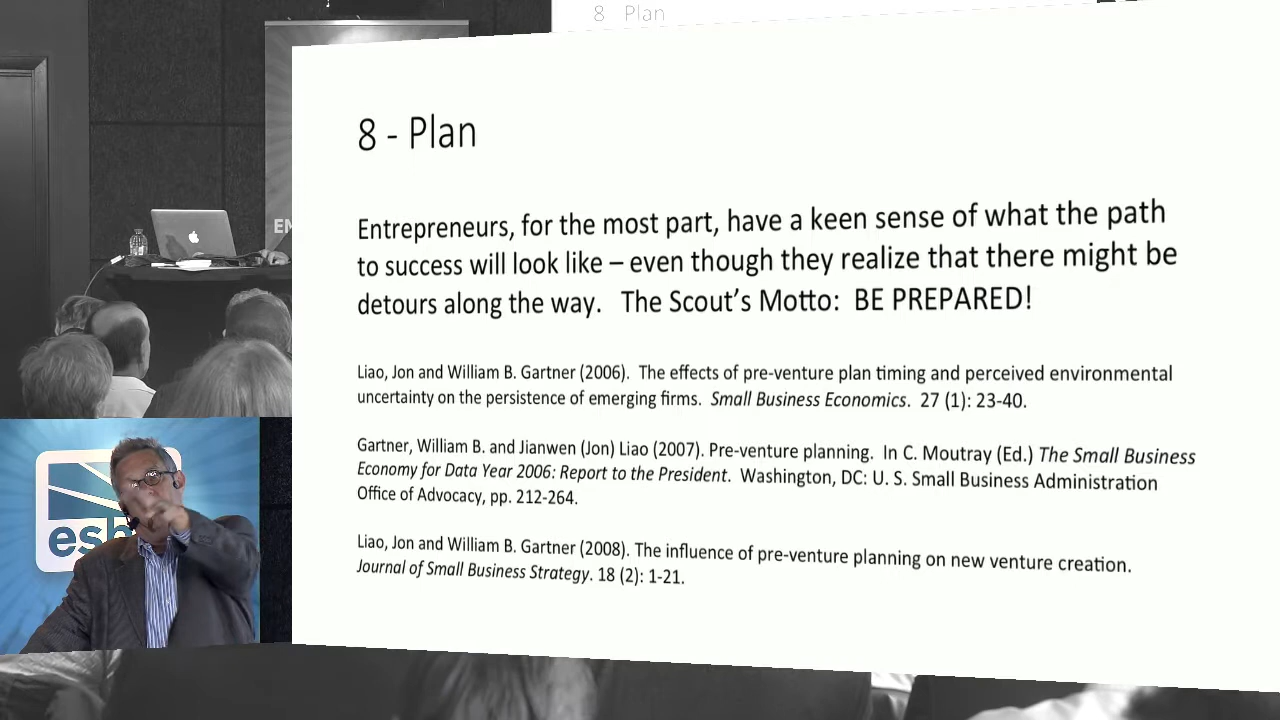 8 Plan
8 - Plan
Entrepreneurs, for the most part, have a keen sense of what the path
to success will look like – even though they realize that there might be
detours along the way. The Scout's Motto: BE PREPARED!
Liao, Jon and William B. Gartner (2006). The effects of pre-venture plan timing and perceived environmental
uncertainty on the persistence of emerging firms. Small Business Economics. 27 (1): 23-40.
Gartner, William B. and Jianwen (Jon) Liao (2007). Pre-venture planning. In C. Moutray (Ed.) The Small Business
Economy for Data Year 2006: Report to the President. Washington, DC: U. S. Small Business Administration
Office of Advocacy, pp. 212-264.
Liao, Jon and William B. Gartner (2008). The influence of pre-venture planning on new venture creation.
Journal of Small Business Strategy. 18 (2): 1-21.
EN
esh